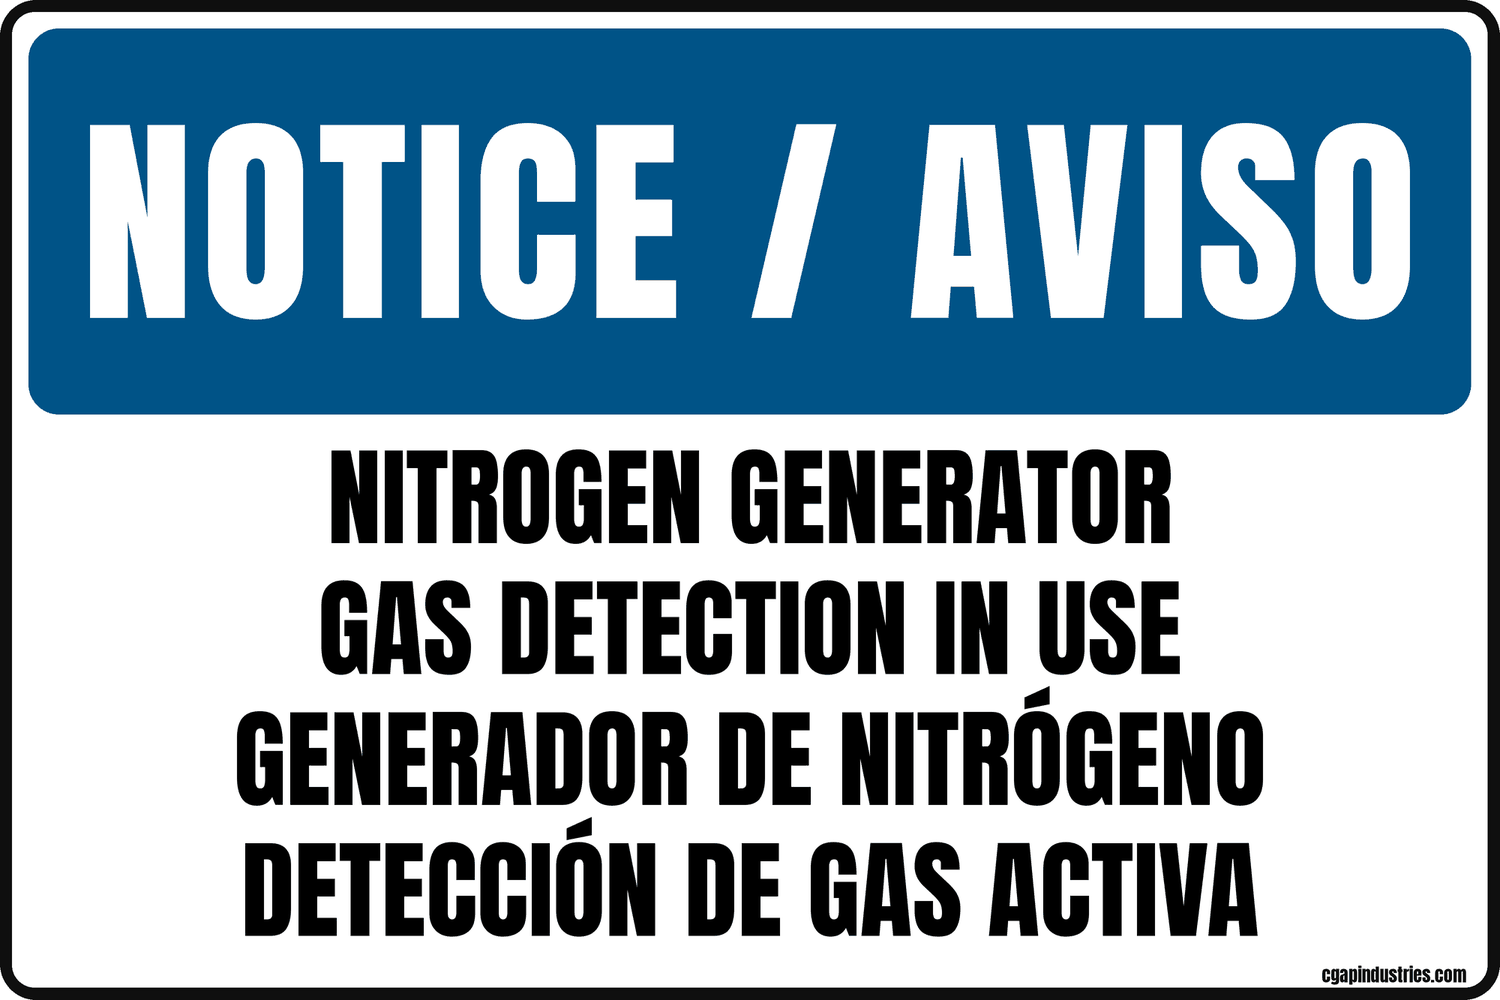 NOTICE / AVISO
NITROGEN GENERATOR
GAS DETECTION IN USE
GENERADOR DE NITRÓGENO
DETECCIÓN DE GAS ACTIVA
cgapindustries.com